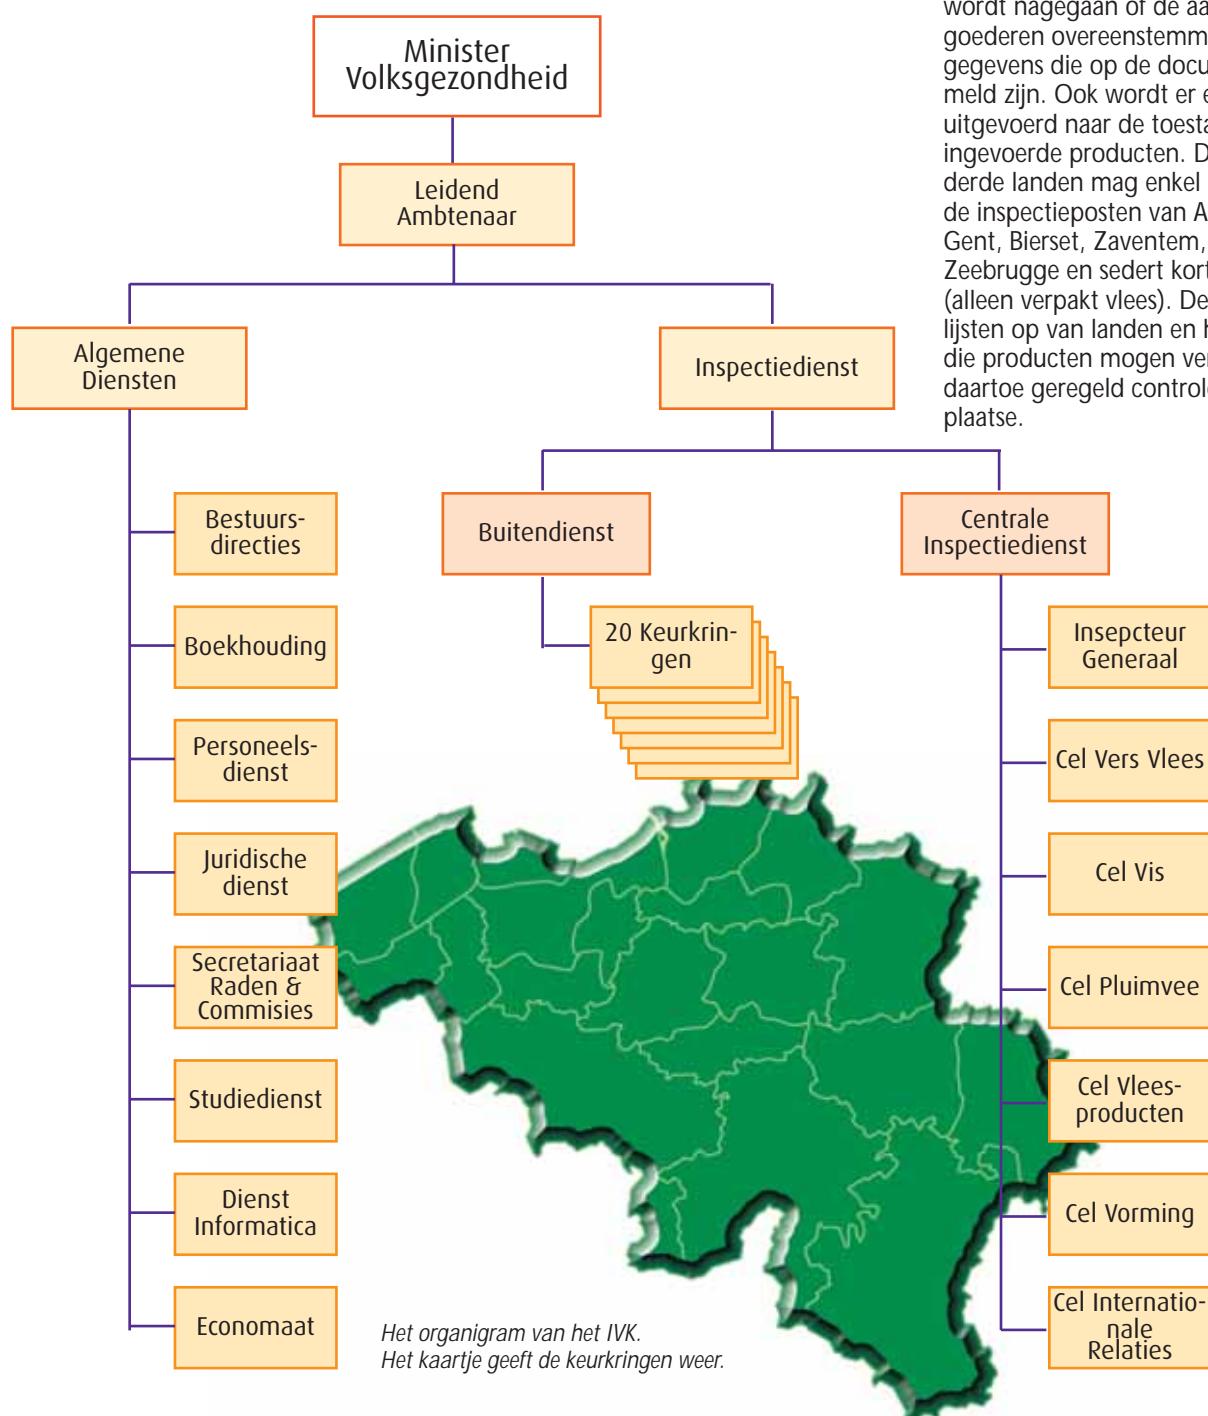 Minister
Volksgezondheid
Leidend
Ambtenaar
Algemene
Diensten
Inspectiedienst
Bestuurs-
directies
Boekhouding
Personeels-
dienst
Juridische
dienst
Secretariaat
Raden &
Commisies
Studiedienst
Dienst
Informatica
Economaat
Buitendienst
20 Keurkrin-
gen
Centrale
Inspectiedienst
Insepcteur
Generaal
Cel Vers Vlees
Cel Vis
Cel Pluimvee
Cel Vlees-
producten
Cel Vorming
Cel Internatio-
nale
Relaties
Het organigram van het IVK.
Het kaartje geeft de keurkringen weer.
wordt nagegaan of de aa
goederen overeenstemm
gegevens die op de docu
meld zijn. Ook wordt er e
uitgevoerd naar de toesta
ingevoerde producten. D
derde landen mag enkel
de inspectieposten van A
Gent, Bierset, Zaventem,
Zeebrugge en sedert kort
(alleen verpakt vlees). De
lijsten op van landen en h
die producten mogen ver
daartoe geregeld controle
plaatse.